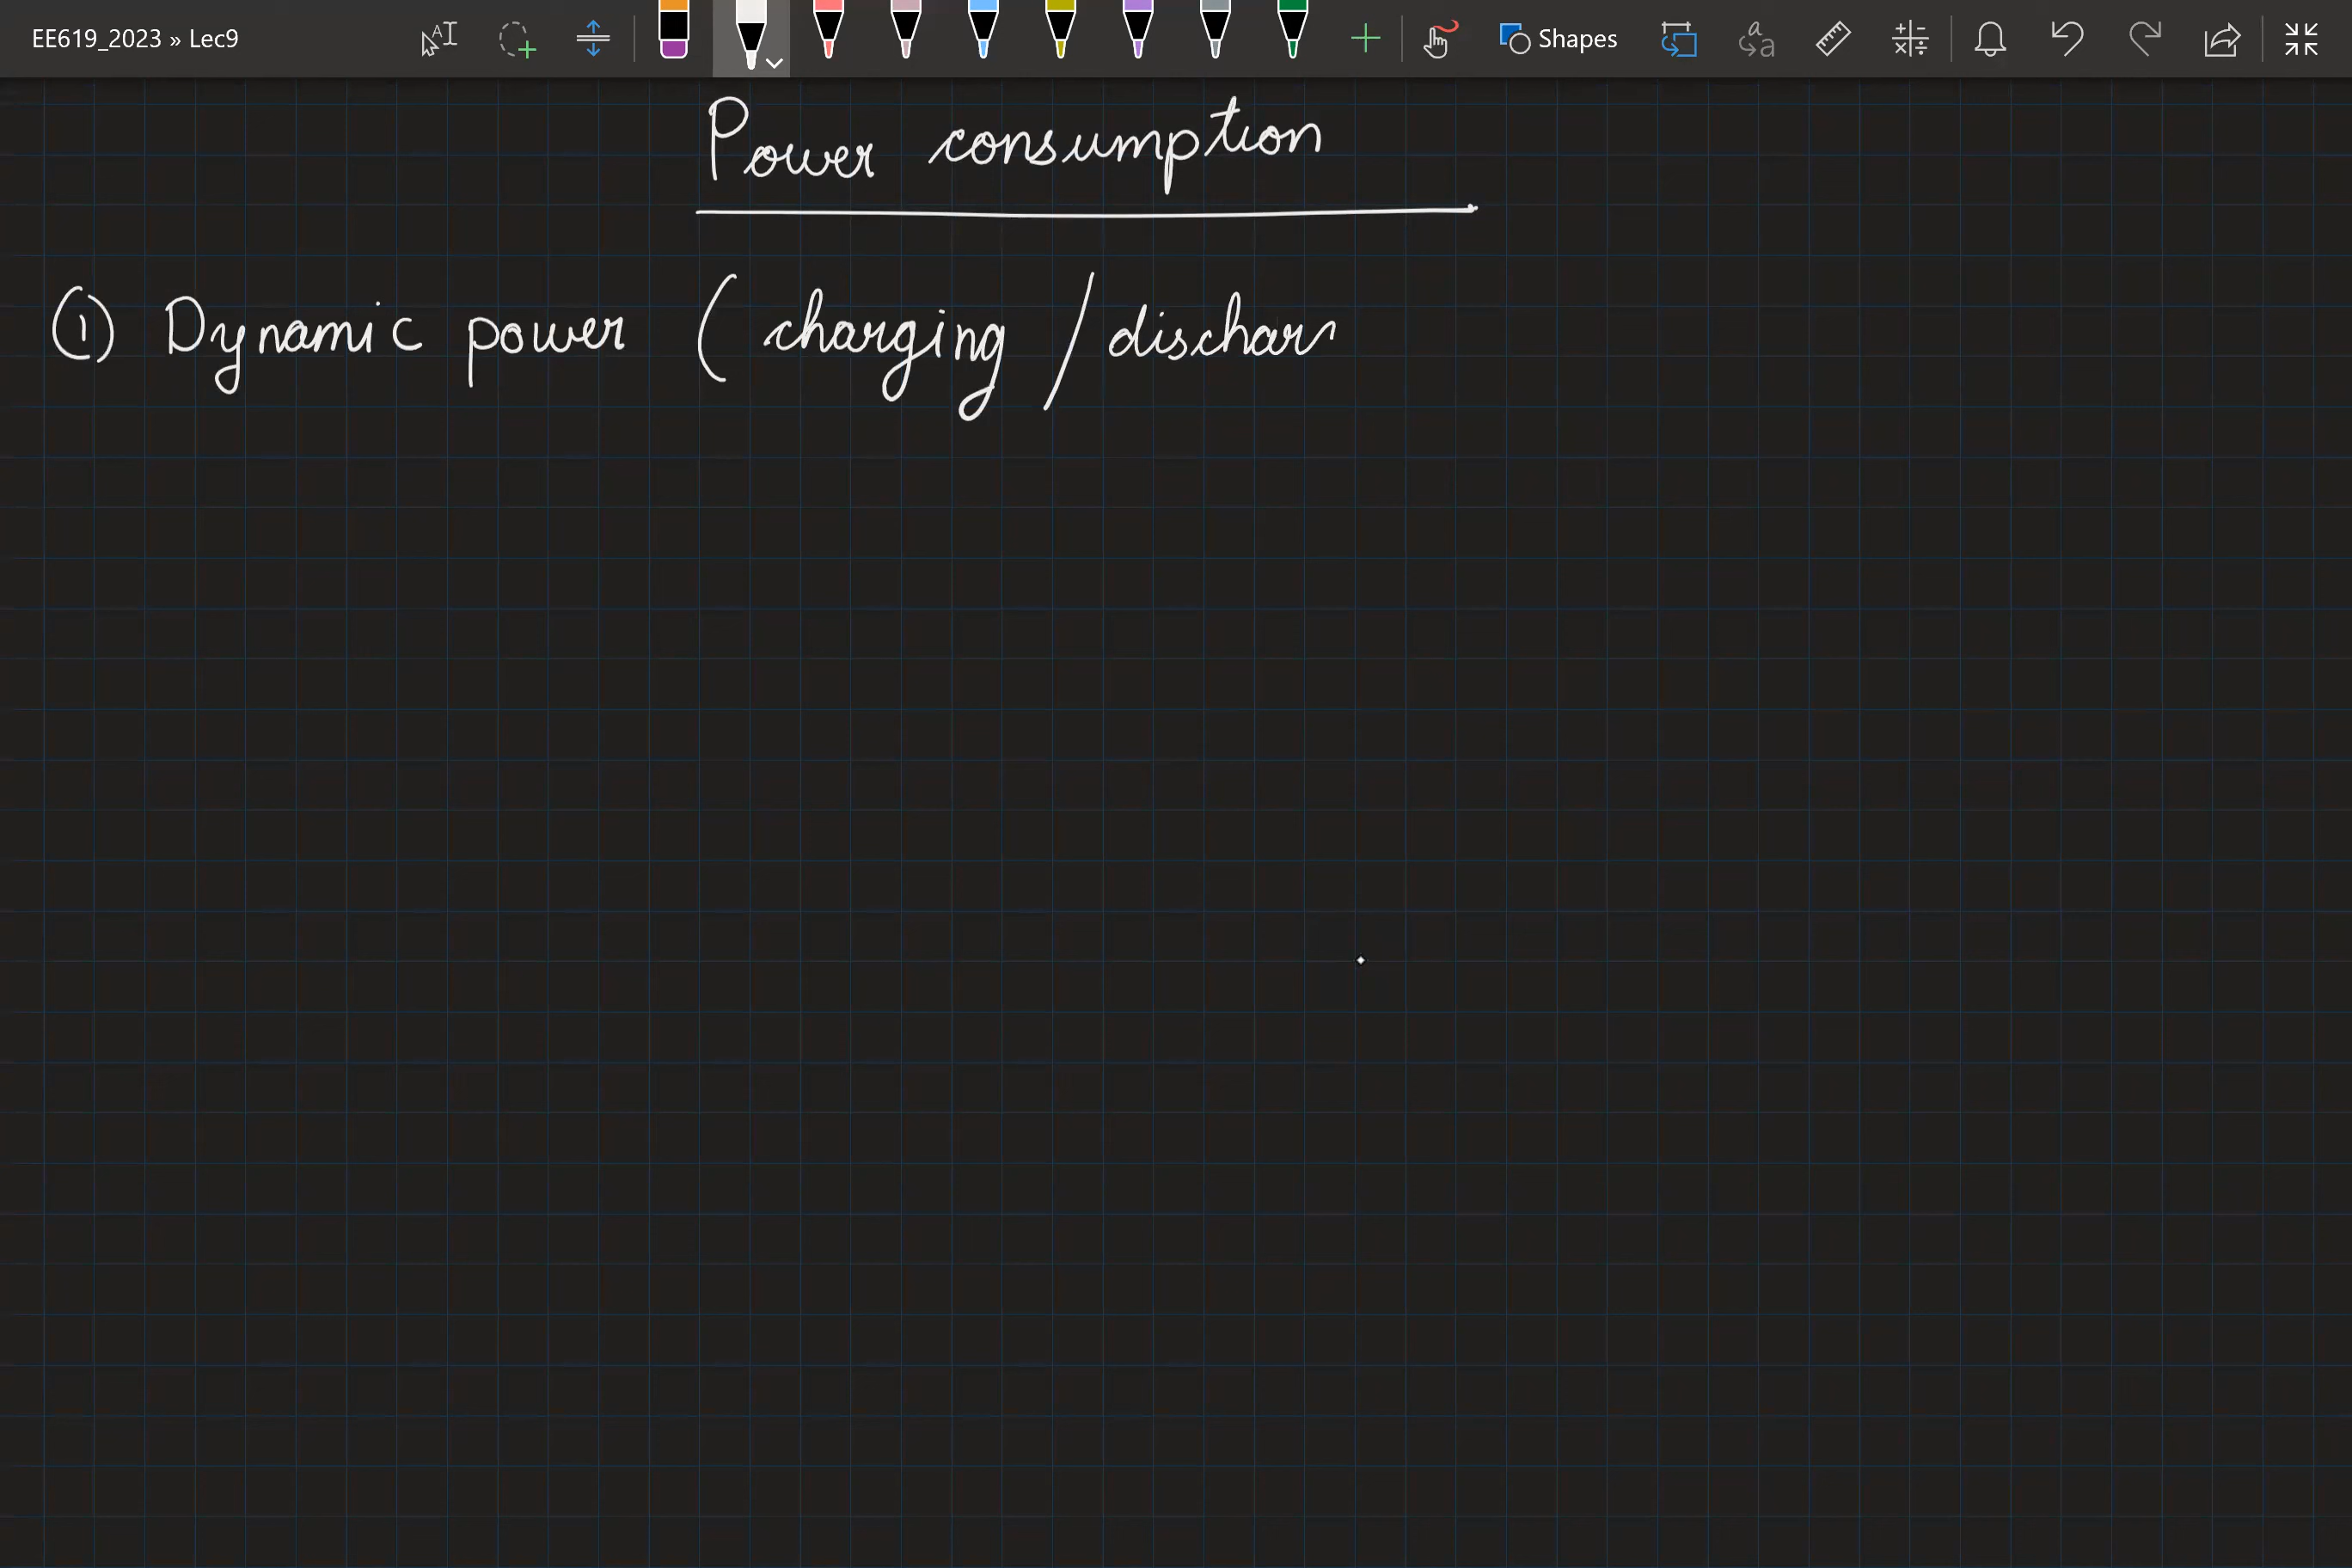 EE619_2023 » Lec9
Shapes
Power consumption
① Dynamic power ( charging / dischar